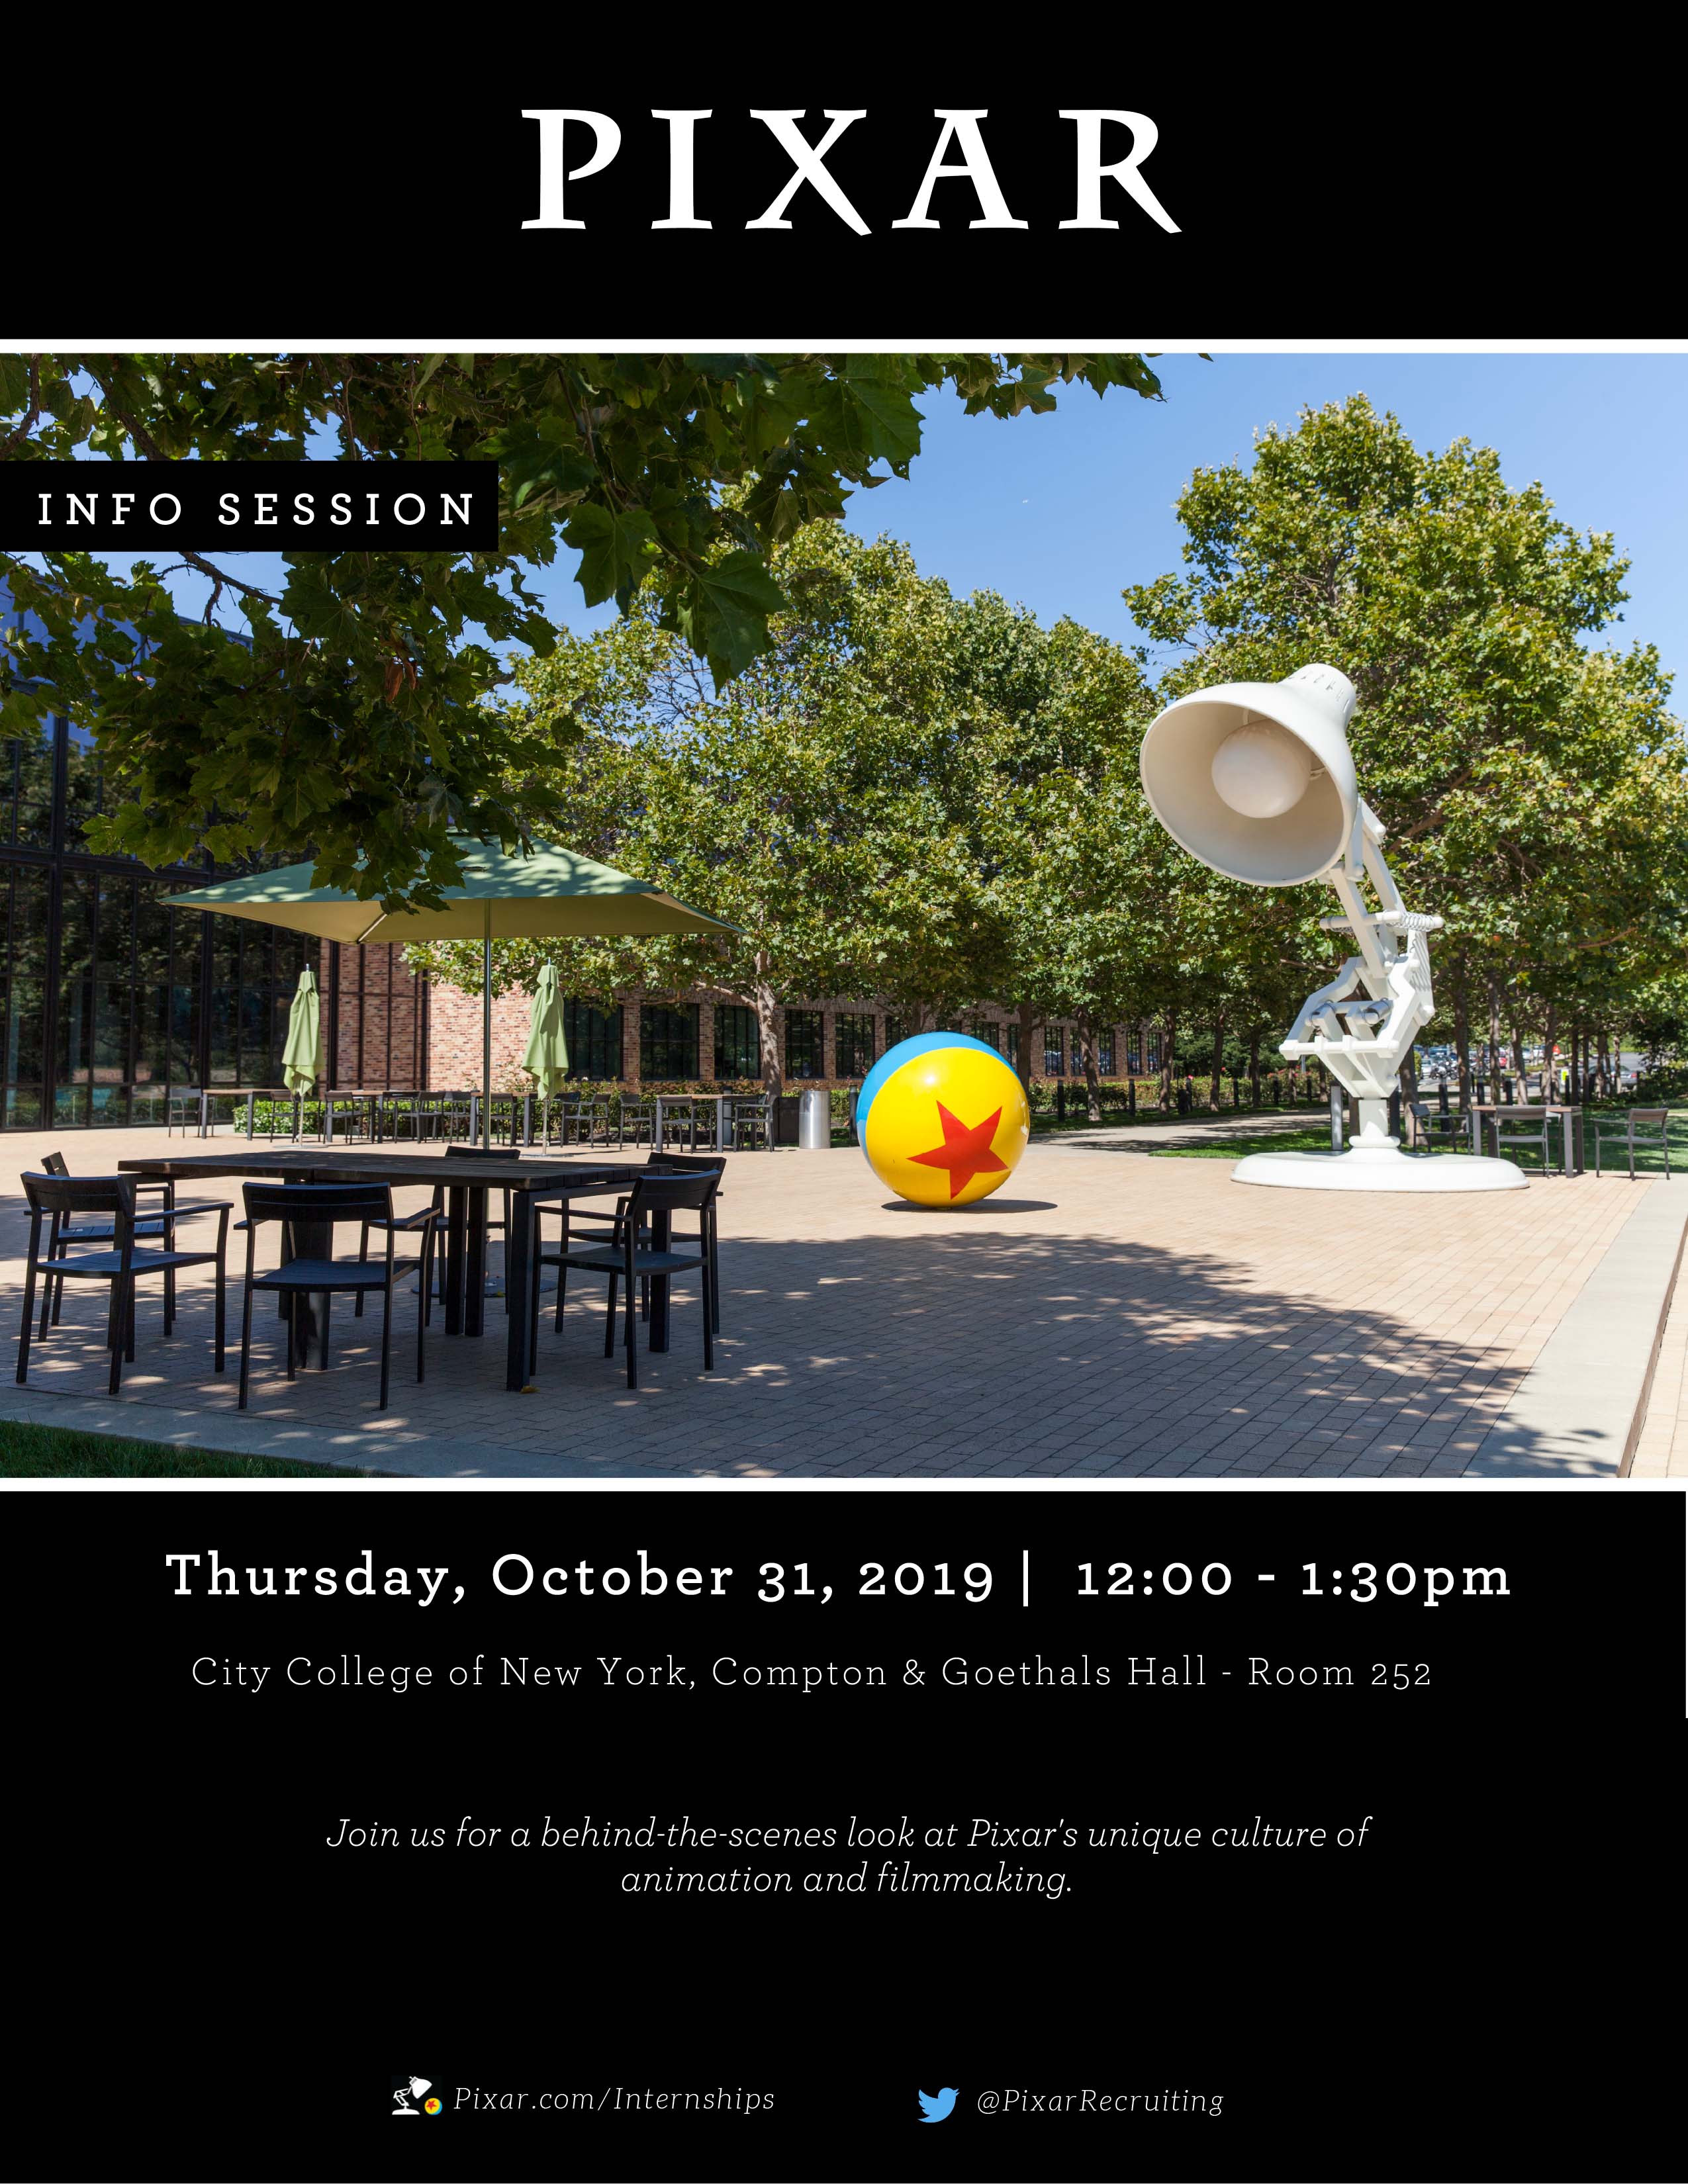 PIXAR
INFO SESSION
Thursday, October 31, 2019 | 12:00 - 1:30pm
City College of New York, Compton & Goethals Hall - Room 252
Join us for a behind-the-scenes look at Pixar's unique culture of
animation and filmmaking.
Pixar.com/Internships
@PixarRecruiting